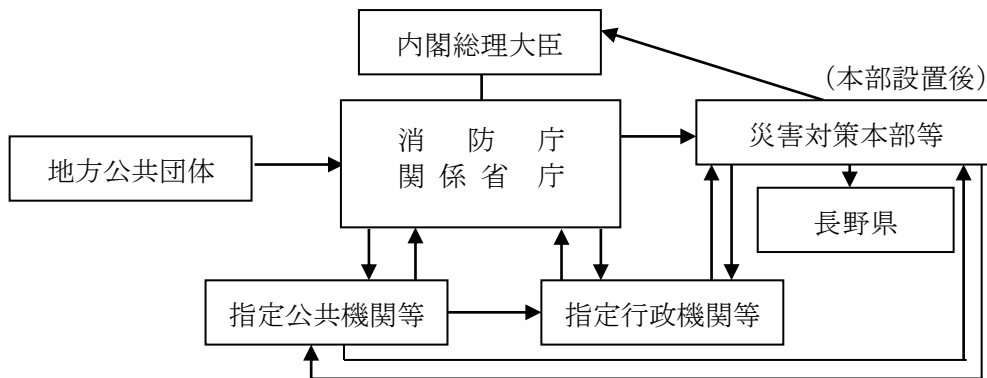 内閣総理大臣
（本部設置後）
消防庁
関係省庁
災害対策本部等
地方公共団体
長野県
指定公共機関等
指定行政機関等